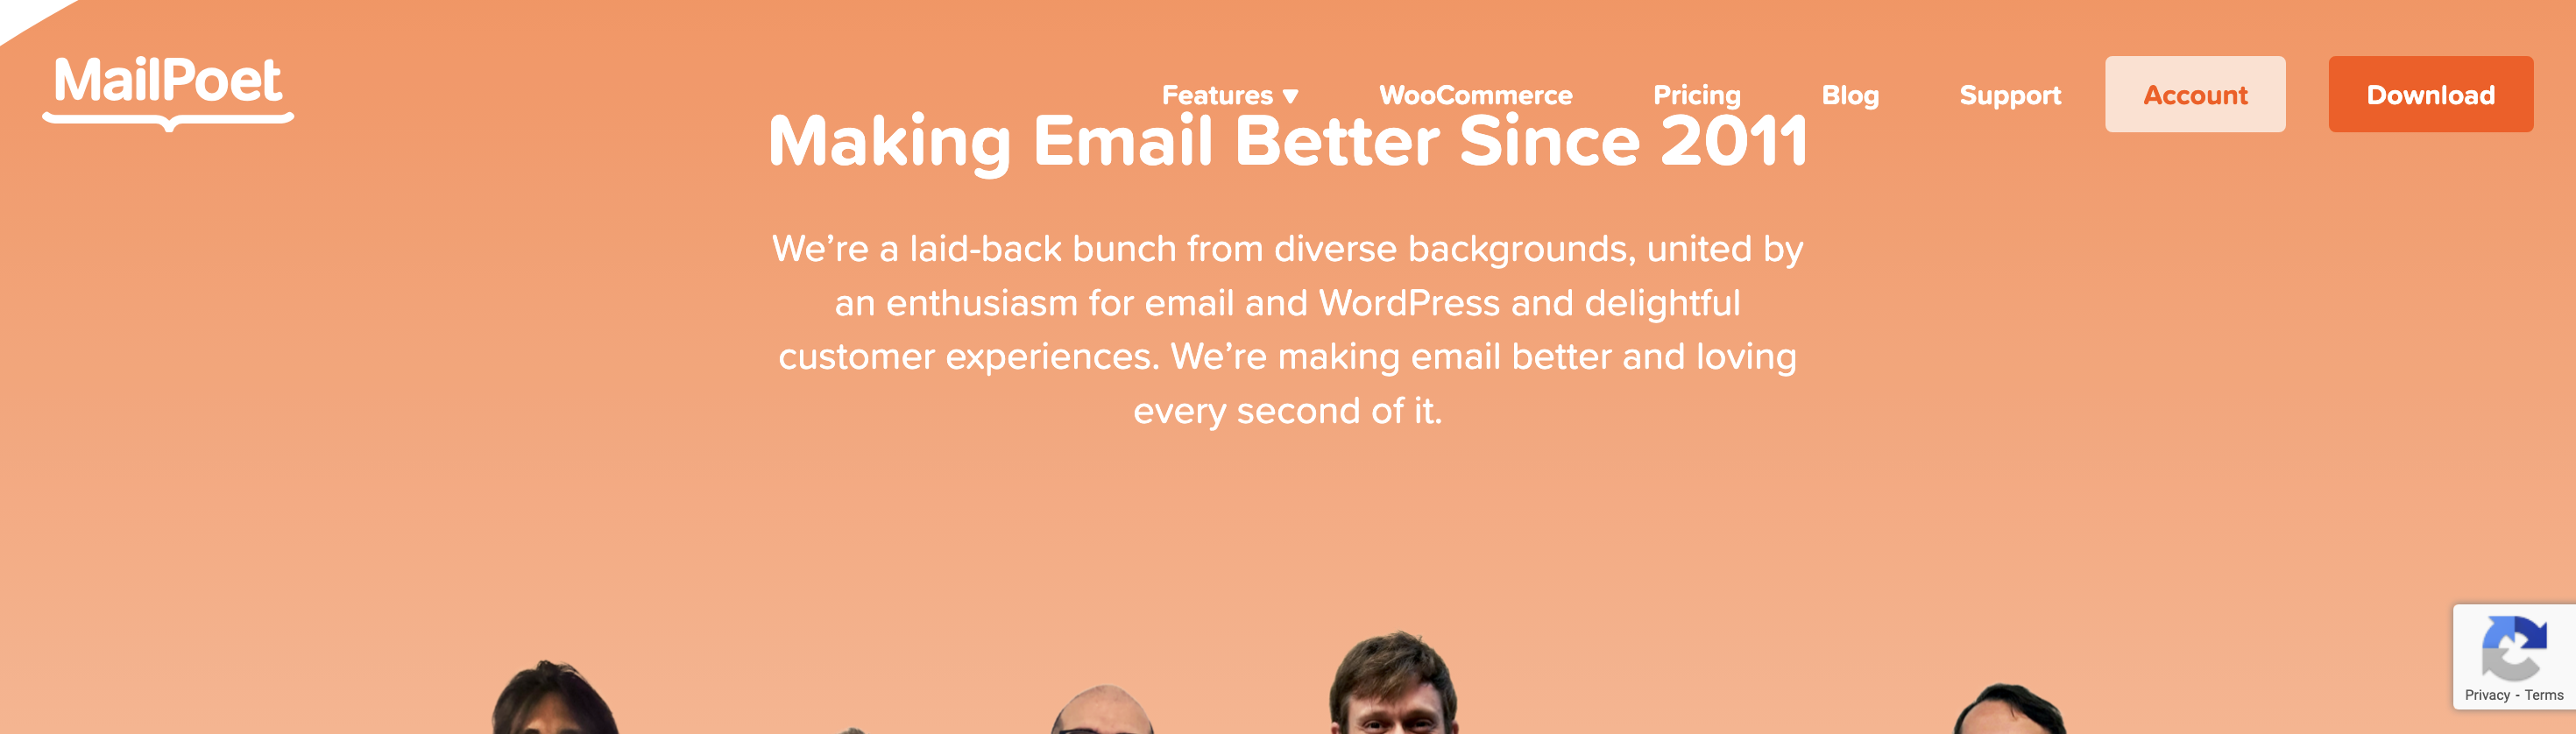 MailPoet
Features ▼ WooCommerce Pricing Blog Support Account Download
Making Email Better Since 2011
We’re a laid-back bunch from diverse backgrounds, united by
an enthusiasm for email and WordPress and delightful
customer experiences. We’re making email better and loving
every second of it.
Privacy - Terms